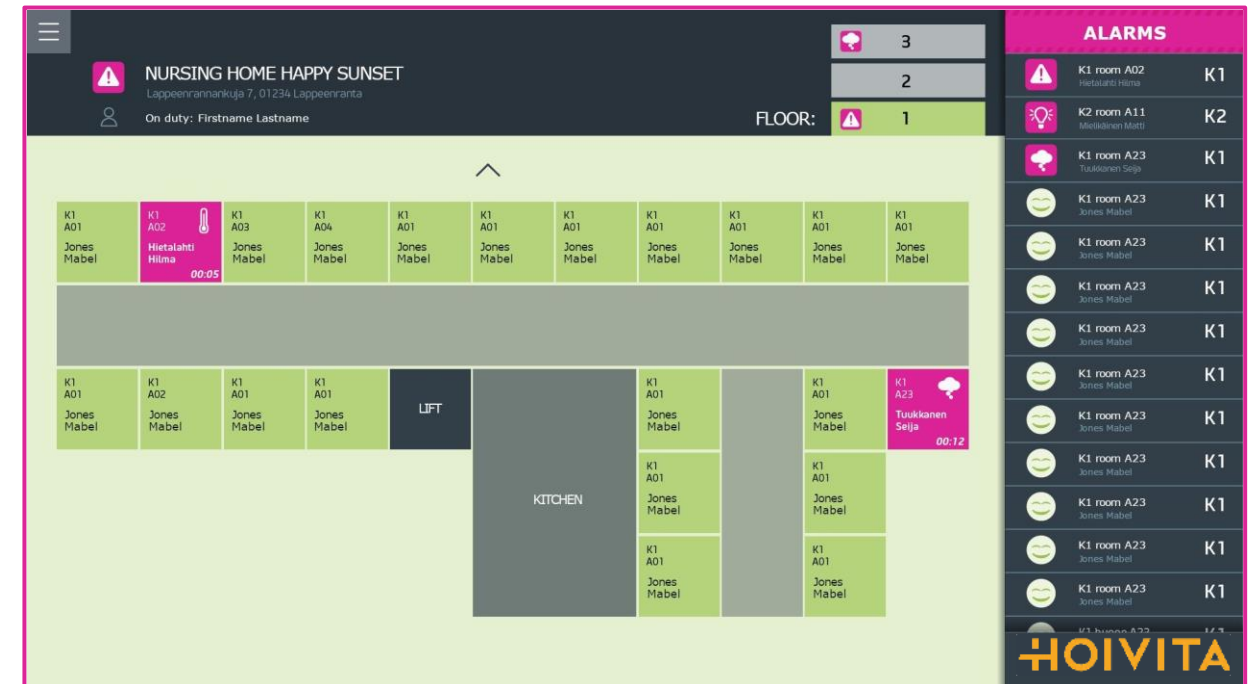 NURSING HOME HAPPY SUNSET
Lappeenrannankuja 7, 01234 Lappeenranta
On duty: Firstname Lastname
3
2
FLOOR: 1
K1 K1 K1 K1 K1 K1 K1 K1 K1 K1 K1
A01 A02 A03 A04 A01 A01 A01 A01 A01 A01 A01
Jones Hietalahti Jones Jones Jones Jones Jones Jones Jones Jones Jones
Mabel Hilma Mabel Mabel Mabel Mabel Mabel Mabel Mabel Mabel Mabel
00:05
K1 K1 K1 K1 K1 K1 K1
A01 A02 A01 A01 A01 A01 A23
LIFT
Jones Jones Jones Jones Jones Jones Tuukkanen
Mabel Mabel Mabel Mabel Mabel Mabel Seija
00:12
K1 K1
A01 A01
KITCHEN
Jones Jones
Mabel Mabel
K1 K1
A01 A01
Jones Jones
Mabel Mabel
ALARMS
K1 room A02 K1
Hietalahti Hilma
K2 room A11 K2
Mielikäinen Matti
K1 room A23 K1
Tuukkanen Seija
K1 room A23 K1
Jones Mabel
K1 room A23 K1
Jones Mabel
K1 room A23 K1
Jones Mabel
K1 room A23 K1
Jones Mabel
K1 room A23 K1
Jones Mabel
K1 room A23 K1
Jones Mabel
K1 room A23 K1
Jones Mabel
K1 room A23 K1
Jones Mabel
K1 room A23 K1
Jones Mabel
K1 room A23 K1
Jones Mabel
HOIVITA